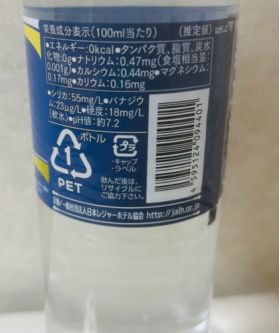 栄養成分表示(100ml当たり) (推定値)
●エネルギー:0kcal●タンパク質、脂質、炭水
化物:0g●ナトリウム:0.47mg(食塩相当量:
0.001g)●カルシウム:0.44mg●マグネシウム:
0.17mg●カリウム:0.16mg
●シリカ:55mg/L●バナジウ
ム:23μg/L●硬度:18mg/L
(軟水)●pH値:約7.2
ボトル
1
PET
プラ
・キャップ
・ラベル
飲んだ後は、
リサイクルに
ご協力下さい。
4595124094401
一般社団法人日本レジャーホテル協会 http://jalh.or.jp